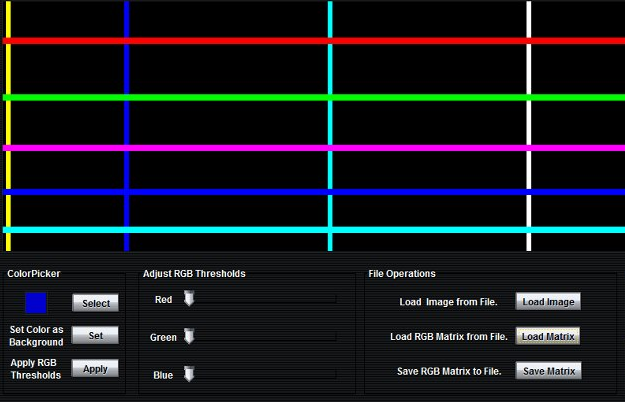 ColorPicker
Select
Set Color as
Background
Set
Apply RGB
Thresholds
Apply
Adjust RGB Thresholds
Red
Green
Blue
File Operations
Load Image from File.
Load Image
Load RGB Matrix from File.
Load Matrix
Save RGB Matrix to File.
Save Matrix